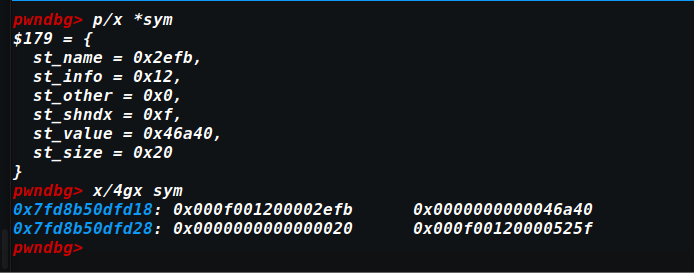 pwndbg> p/x *sym
$179 = {
  st_name = 0x2efb,
  st_info = 0x12,
  st_other = 0x0,
  st_shndx = 0xf,
  st_value = 0x46a40,
  st_size = 0x20
}
pwndbg> x/4gx sym
0x7fd8b50dfd18: 0x000f001200002efb      0x0000000000046a40
0x7fd8b50dfd28: 0x0000000000000020      0x000f00120000525f
pwndbg>